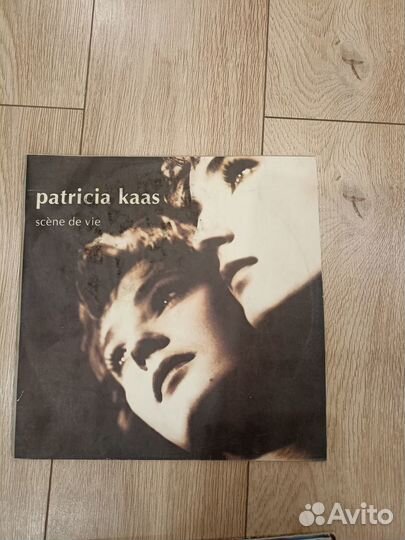 patricia kaas
scène de vie
Avito